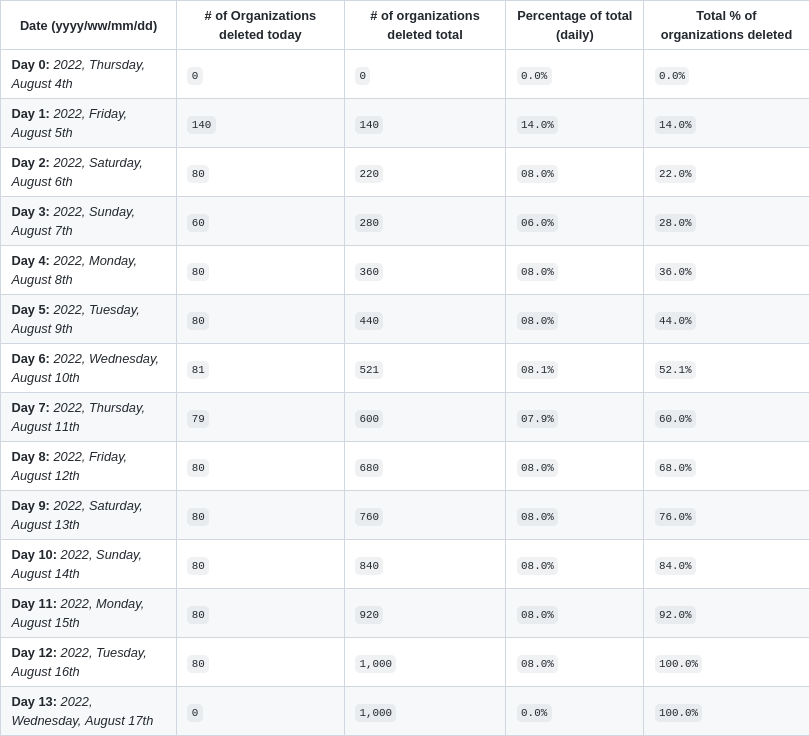 Date (yyyy/ww/mm/dd) # of Organizations deleted today # of organizations deleted total Percentage of total (daily) Total % of organizations deleted
Day 0: 2022, Thursday, August 4th 0 0 0.0% 0.0%
Day 1: 2022, Friday, August 5th 140 140 14.0% 14.0%
Day 2: 2022, Saturday, August 6th 80 220 08.0% 22.0%
Day 3: 2022, Sunday, August 7th 60 280 06.0% 28.0%
Day 4: 2022, Monday, August 8th 80 360 08.0% 36.0%
Day 5: 2022, Tuesday, August 9th 80 440 08.0% 44.0%
Day 6: 2022, Wednesday, August 10th 81 521 08.1% 52.1%
Day 7: 2022, Thursday, August 11th 79 600 07.9% 60.0%
Day 8: 2022, Friday, August 12th 80 680 08.0% 68.0%
Day 9: 2022, Saturday, August 13th 80 760 08.0% 76.0%
Day 10: 2022, Sunday, August 14th 80 840 08.0% 84.0%
Day 11: 2022, Monday, August 15th 80 920 08.0% 92.0%
Day 12: 2022, Tuesday, August 16th 80 1,000 08.0% 100.0%
Day 13: 2022, Wednesday, August 17th 0 1,000 0.0% 100.0%